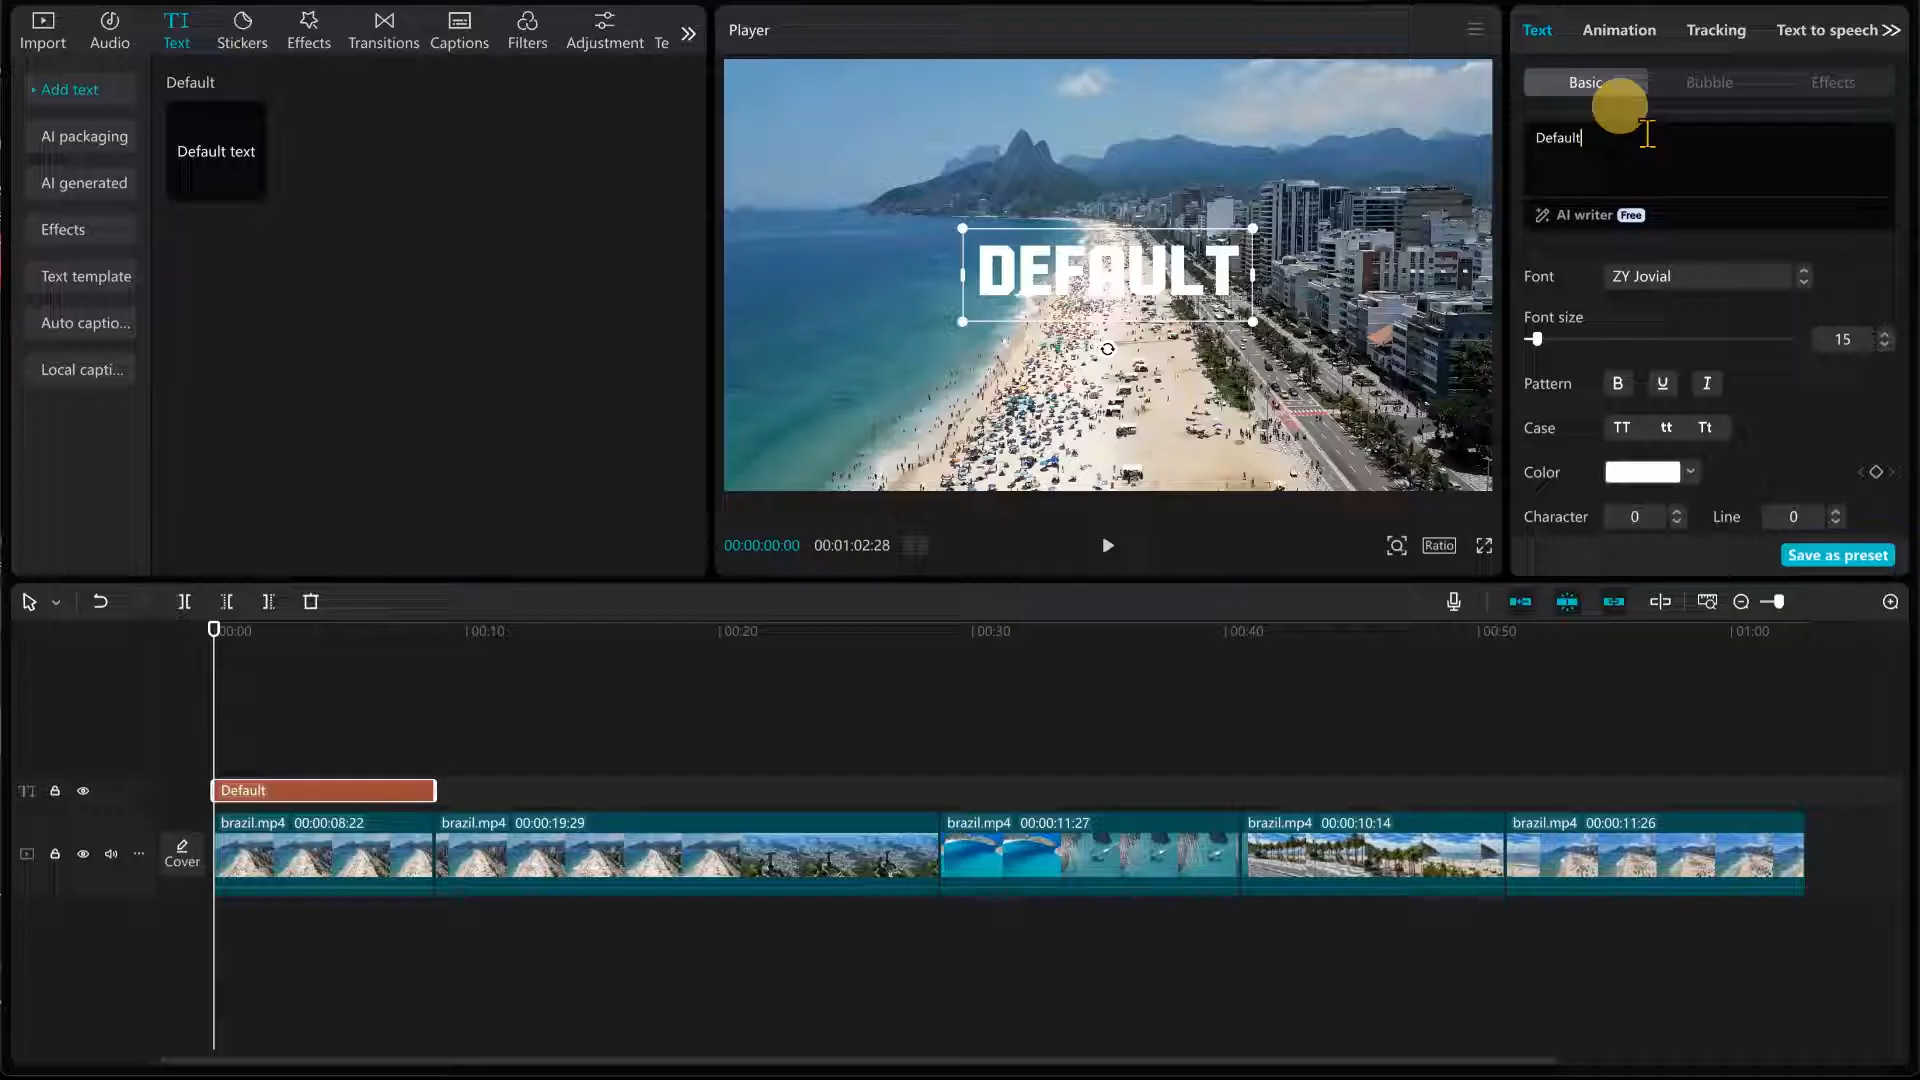 Import
Audio
TI
Text
Stickers
Effects
Transitions
Captions
Filters
Adjustment
Te
Add text
AI packaging
AI generated
Effects
Text template
Auto captio...
Local capti...
Default
Default text
Player
DEFAULT
00:00:00:00 00:01:02:28
Ratio
Text Animation Tracking Text to speech
Basic Bubble Effects
Default
AI writer Free
Font ZY Jovial
Font size
15
Pattern B U I
Case TT tt Tt
Color
Character 0 Line 0
Save as preset
00:00 00:10 00:20 00:30 00:40 00:50 01:00
TI
Default
Cover
brazil.mp4 00:00:08:22
brazil.mp4 00:00:19:29
brazil.mp4 00:00:11:27
brazil.mp4 00:00:10:14
brazil.mp4 00:00:11:26